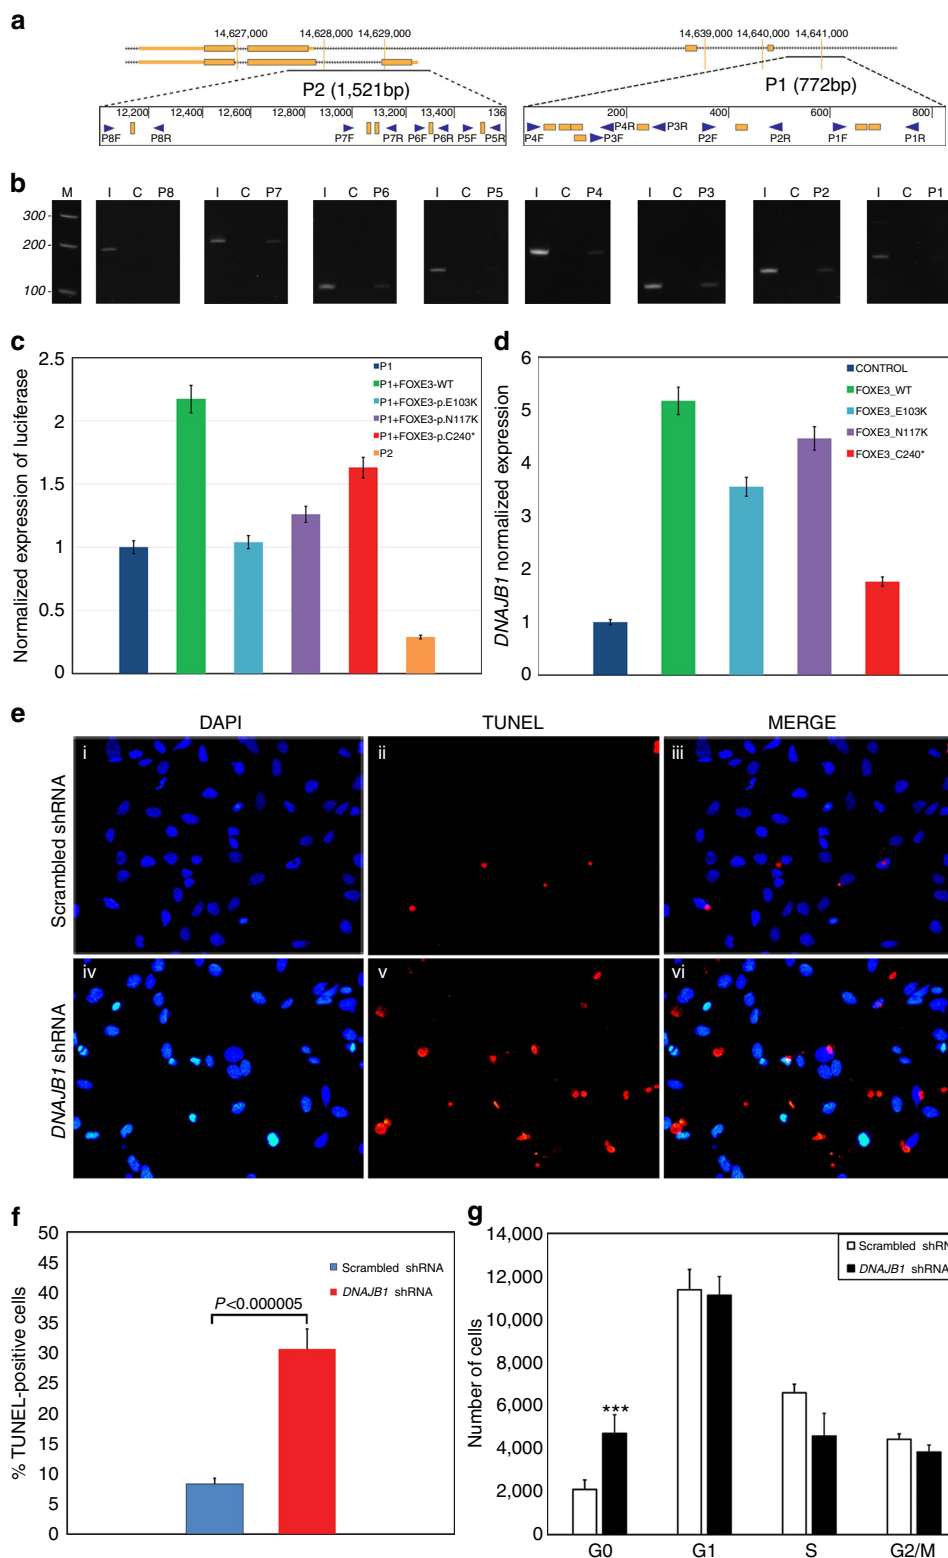 a
14,627,000 14,628,000 14,629,000 14,639,000 14,640,000 14,641,000
P2 (1,521bp) P1 (772bp)
12,200 12,400 12,600 12,800 13,000 13,200 13,400 136 200 400 600 800
P8F P8R P7F P7R P6F P6R P5F P5R P4F P4R P3F P3R P2F P2R P1F P1R
b
M I C P8 I C P7 I C P6 I C P5 I C P4 I C P3 I C P2 I C P1
300-
200-
100-
c
Normalized expression of luciferase
2.5
2
1.5
1
0.5
0
P1
P1+FOXE3-WT
P1+FOXE3-p.E103K
P1+FOXE3-p.N117K
P1+FOXE3-p.C240*
P2
d
DNAJB1 normalized expression
6
5
4
3
2
1
0
CONTROL
FOXE3_WT
FOXE3_E103K
FOXE3_N117K
FOXE3_C240*
e
DAPI TUNEL MERGE
Scrambled shRNA
i ii iii
DNAJB1 shRNA
iv v vi
f
% TUNEL-positive cells
50
45
40
35
30
25
20
15
10
5
0
P<0.000005
Scrambled shRNA
DNAJB1 shRNA
g
Number of cells
14,000
12,000
10,000
8,000
6,000
4,000
2,000
0
***
Scrambled shRN
DNAJB1 shRNA
G0 G1 S G2/M